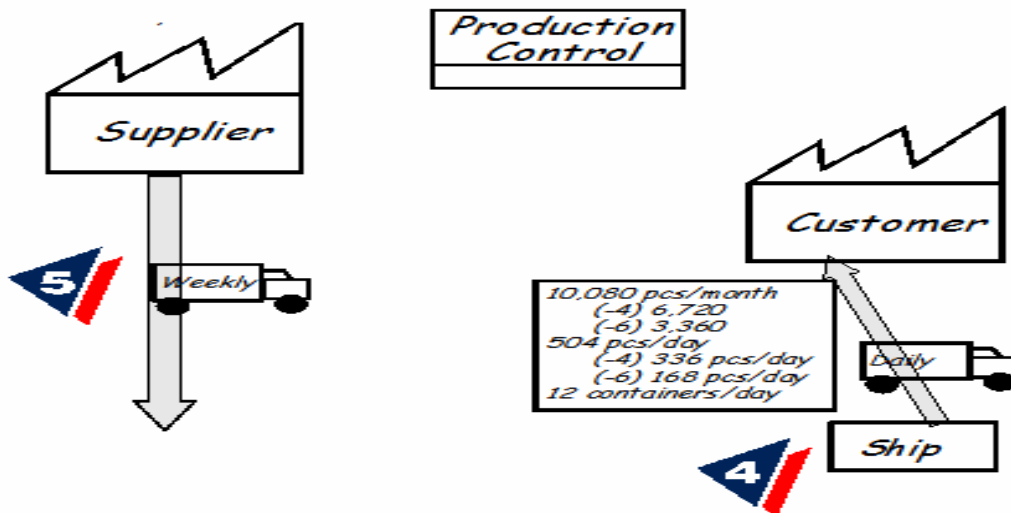 Production
Control
Supplier
Customer
5
Weekly
10,080 pcs/month
(-4) 6,720
(-6) 3,360
504 pcs/day
(-4) 336 pcs/day
(-6) 168 pcs/day
12 containers/day
Daily
4
Ship